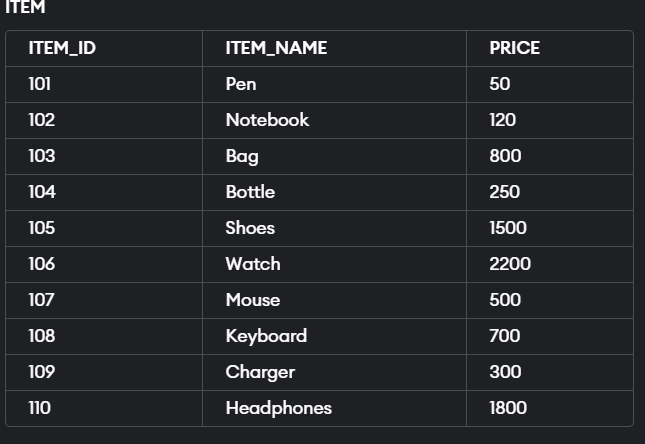 ITEM
ITEM_ID ITEM_NAME PRICE
101 Pen 50
102 Notebook 120
103 Bag 800
104 Bottle 250
105 Shoes 1500
106 Watch 2200
107 Mouse 500
108 Keyboard 700
109 Charger 300
110 Headphones 1800